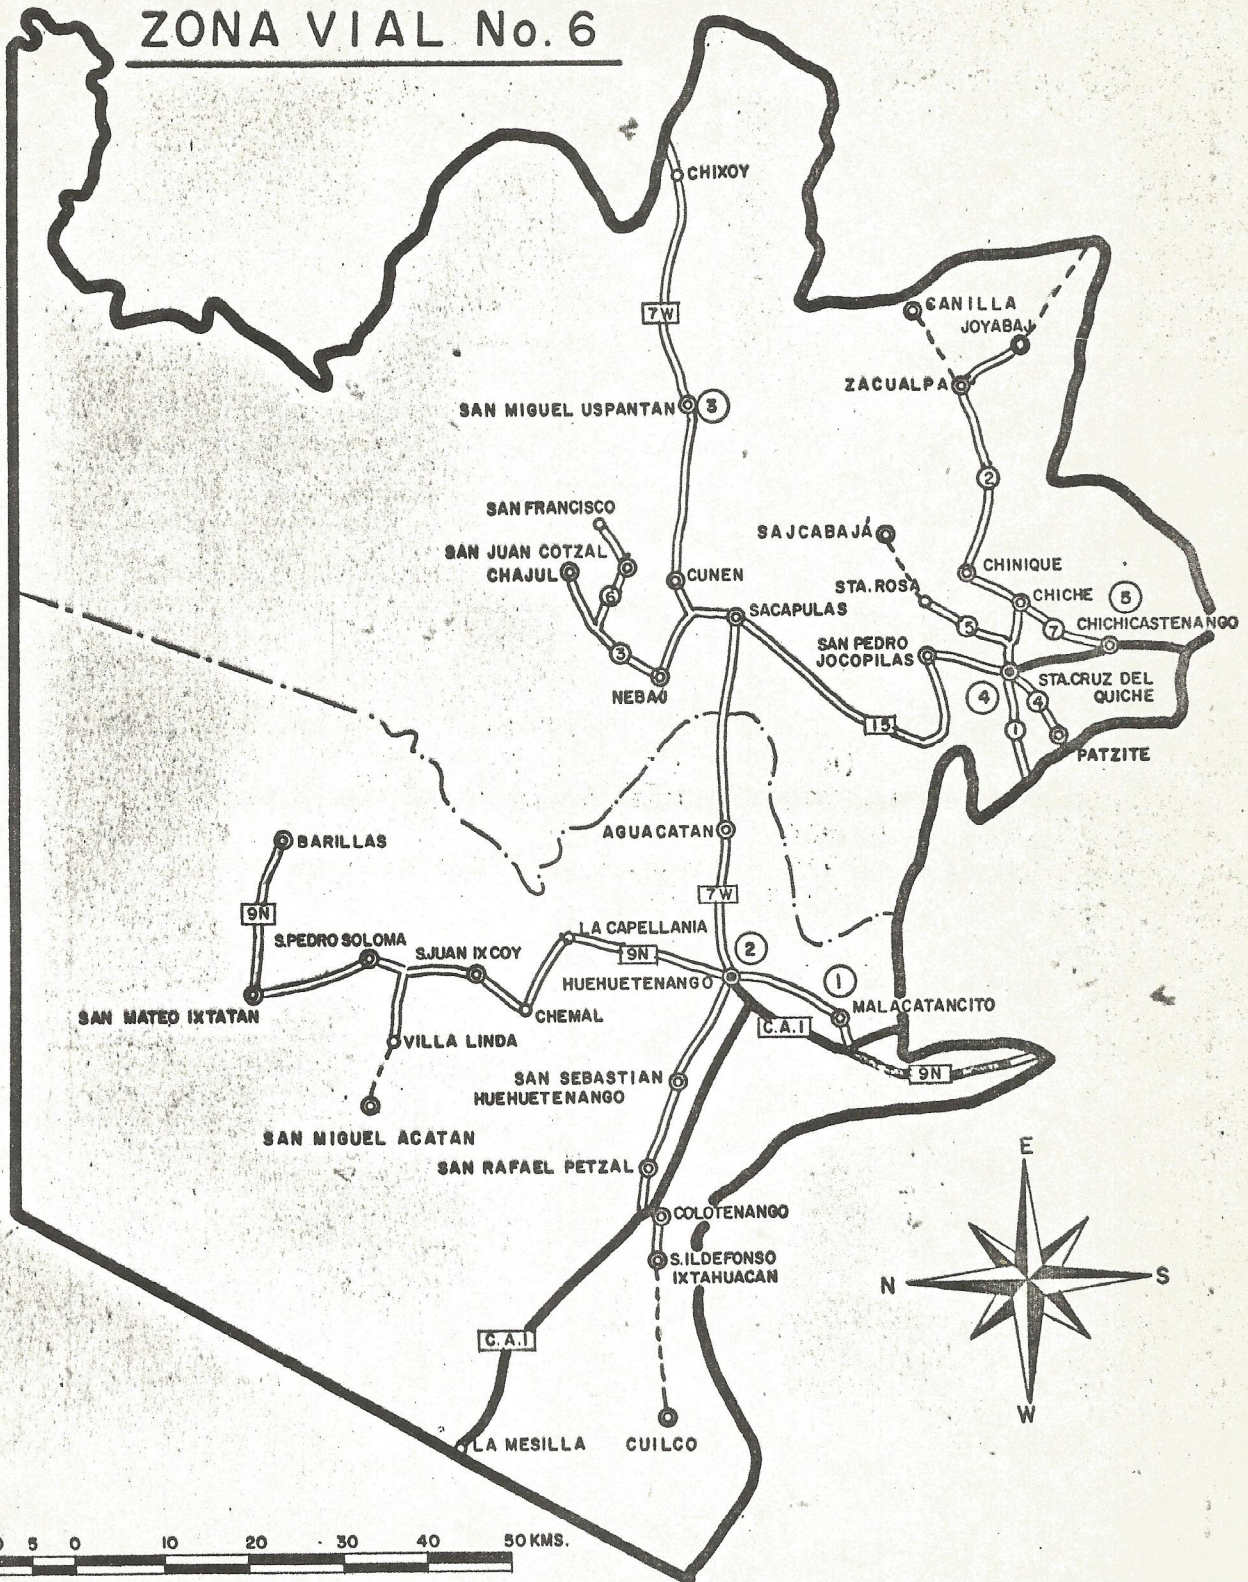 ZONA VIAL No. 6
CHIXOY
7W
CANILLA
JOYABAJ
ZACUALPA
SAN MIGUEL USPANTAN
3
2
SAN FRANCISCO
SAN JUAN COTZAL
CHAJUL
6
3
NEBAJ
CUNEN
SACAPULAS
SAJCABAJÁ
STA. ROSA
5
CHINIQUE
CHICHE
5
7
CHICHICASTENANGO
SAN PEDRO
JOCOPILAS
STA. CRUZ DEL
QUICHE
4
4
1
15
PATZITE
AGUACATAN
7W
BARILLAS
9N
S. PEDRO SOLOMA
S. JUAN IXCOY
LA CAPELLANIA
9N
2
HUEHUETENANGO
1
MALACATANCITO
SAN MATEO IXTATAN
CHEMAL
C.A.1
VILLA LINDA
9N
SAN SEBASTIAN
HUEHUETENANGO
SAN MIGUEL ACATAN
SAN RAFAEL PETZAL
COLOTENANGO
S. ILDEFONSO
IXTAHUACAN
E
N
S
W
C.A.1
LA MESILLA
CUILCO
5 0 10 20 30 40 50 KMS.